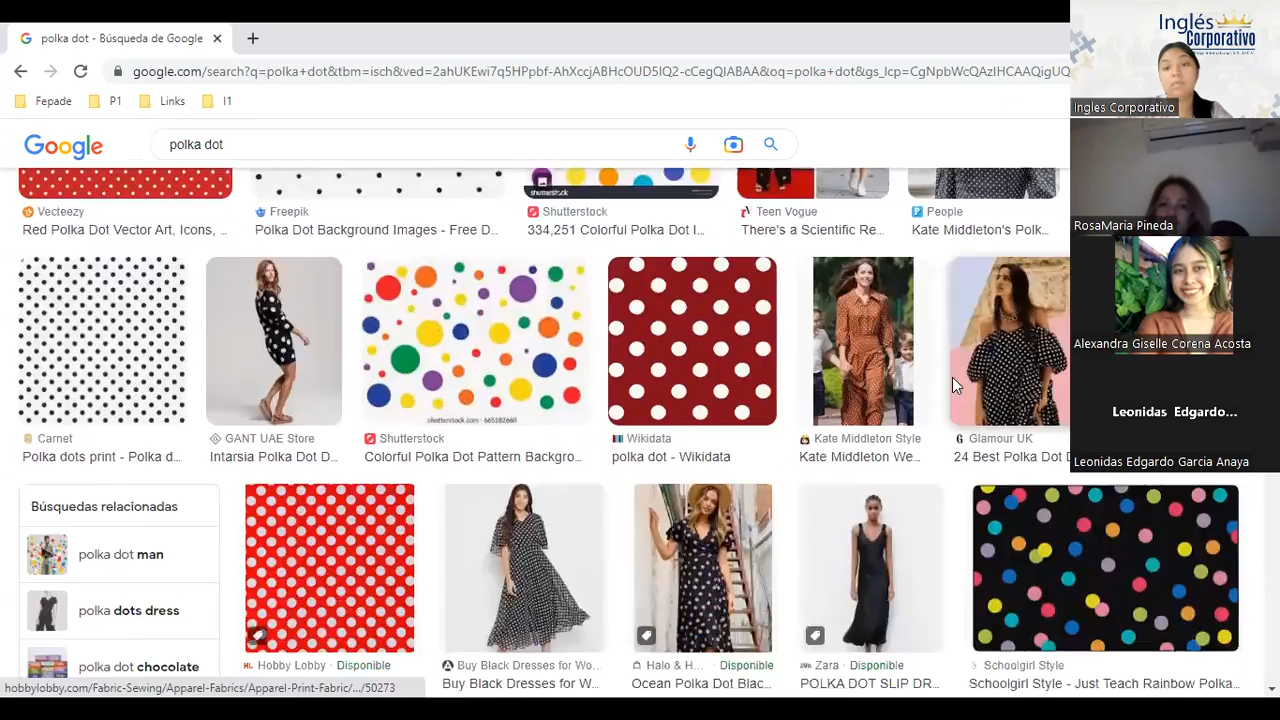 polka dot - Búsqueda de Google
google.com/search?q=polka+dot&tbm=isch&ved=2ahUKEwi7q5HPpbf-AhXccjABHcOUD5IQ2-cCegQIABAA&oq=polka+dot&gs_lcp=CgNpbWcQAzIHCAAQigUQ
Fepade
P1
Links
I1
Google
polka dot
shutterstock
Vecteezy
Freepik
Shutterstock
Teen Vogue
People
Red Polka Dot Vector Art, Icons, ...
Polka Dot Background Images - Free D...
334,251 Colorful Polka Dot I...
There's a Scientific Re...
Kate Middleton's Polk...
shutterstock.com · 665182660
Carnet
GANT UAE Store
Shutterstock
Wikidata
Kate Middleton Style
Glamour UK
Polka dots print - Polka d...
Intarsia Polka Dot D...
Colorful Polka Dot Pattern Backgro...
polka dot - Wikidata
Kate Middleton We...
24 Best Polka Dot D
Búsquedas relacionadas
polka dot man
polka dots dress
polka dot chocolate
Hobby Lobby · Disponible
Buy Black Dresses for Wo...
Halo & H... · Disponible
Zara · Disponible
Schoolgirl Style
Buy Black Dresses for W...
Ocean Polka Dot Blac...
POLKA DOT SLIP DR...
Schoolgirl Style - Just Teach Rainbow Polka...
hobbylobby.com/Fabric-Sewing/Apparel-Fabrics/Apparel-Print-Fabric/.../50273
Inglés
Corporativo
Ingles Corporativo
RosaMaria Pineda
Alexandra Giselle Corena Acosta
Leonidas Edgardo...
Leonidas Edgardo Garcia Anaya